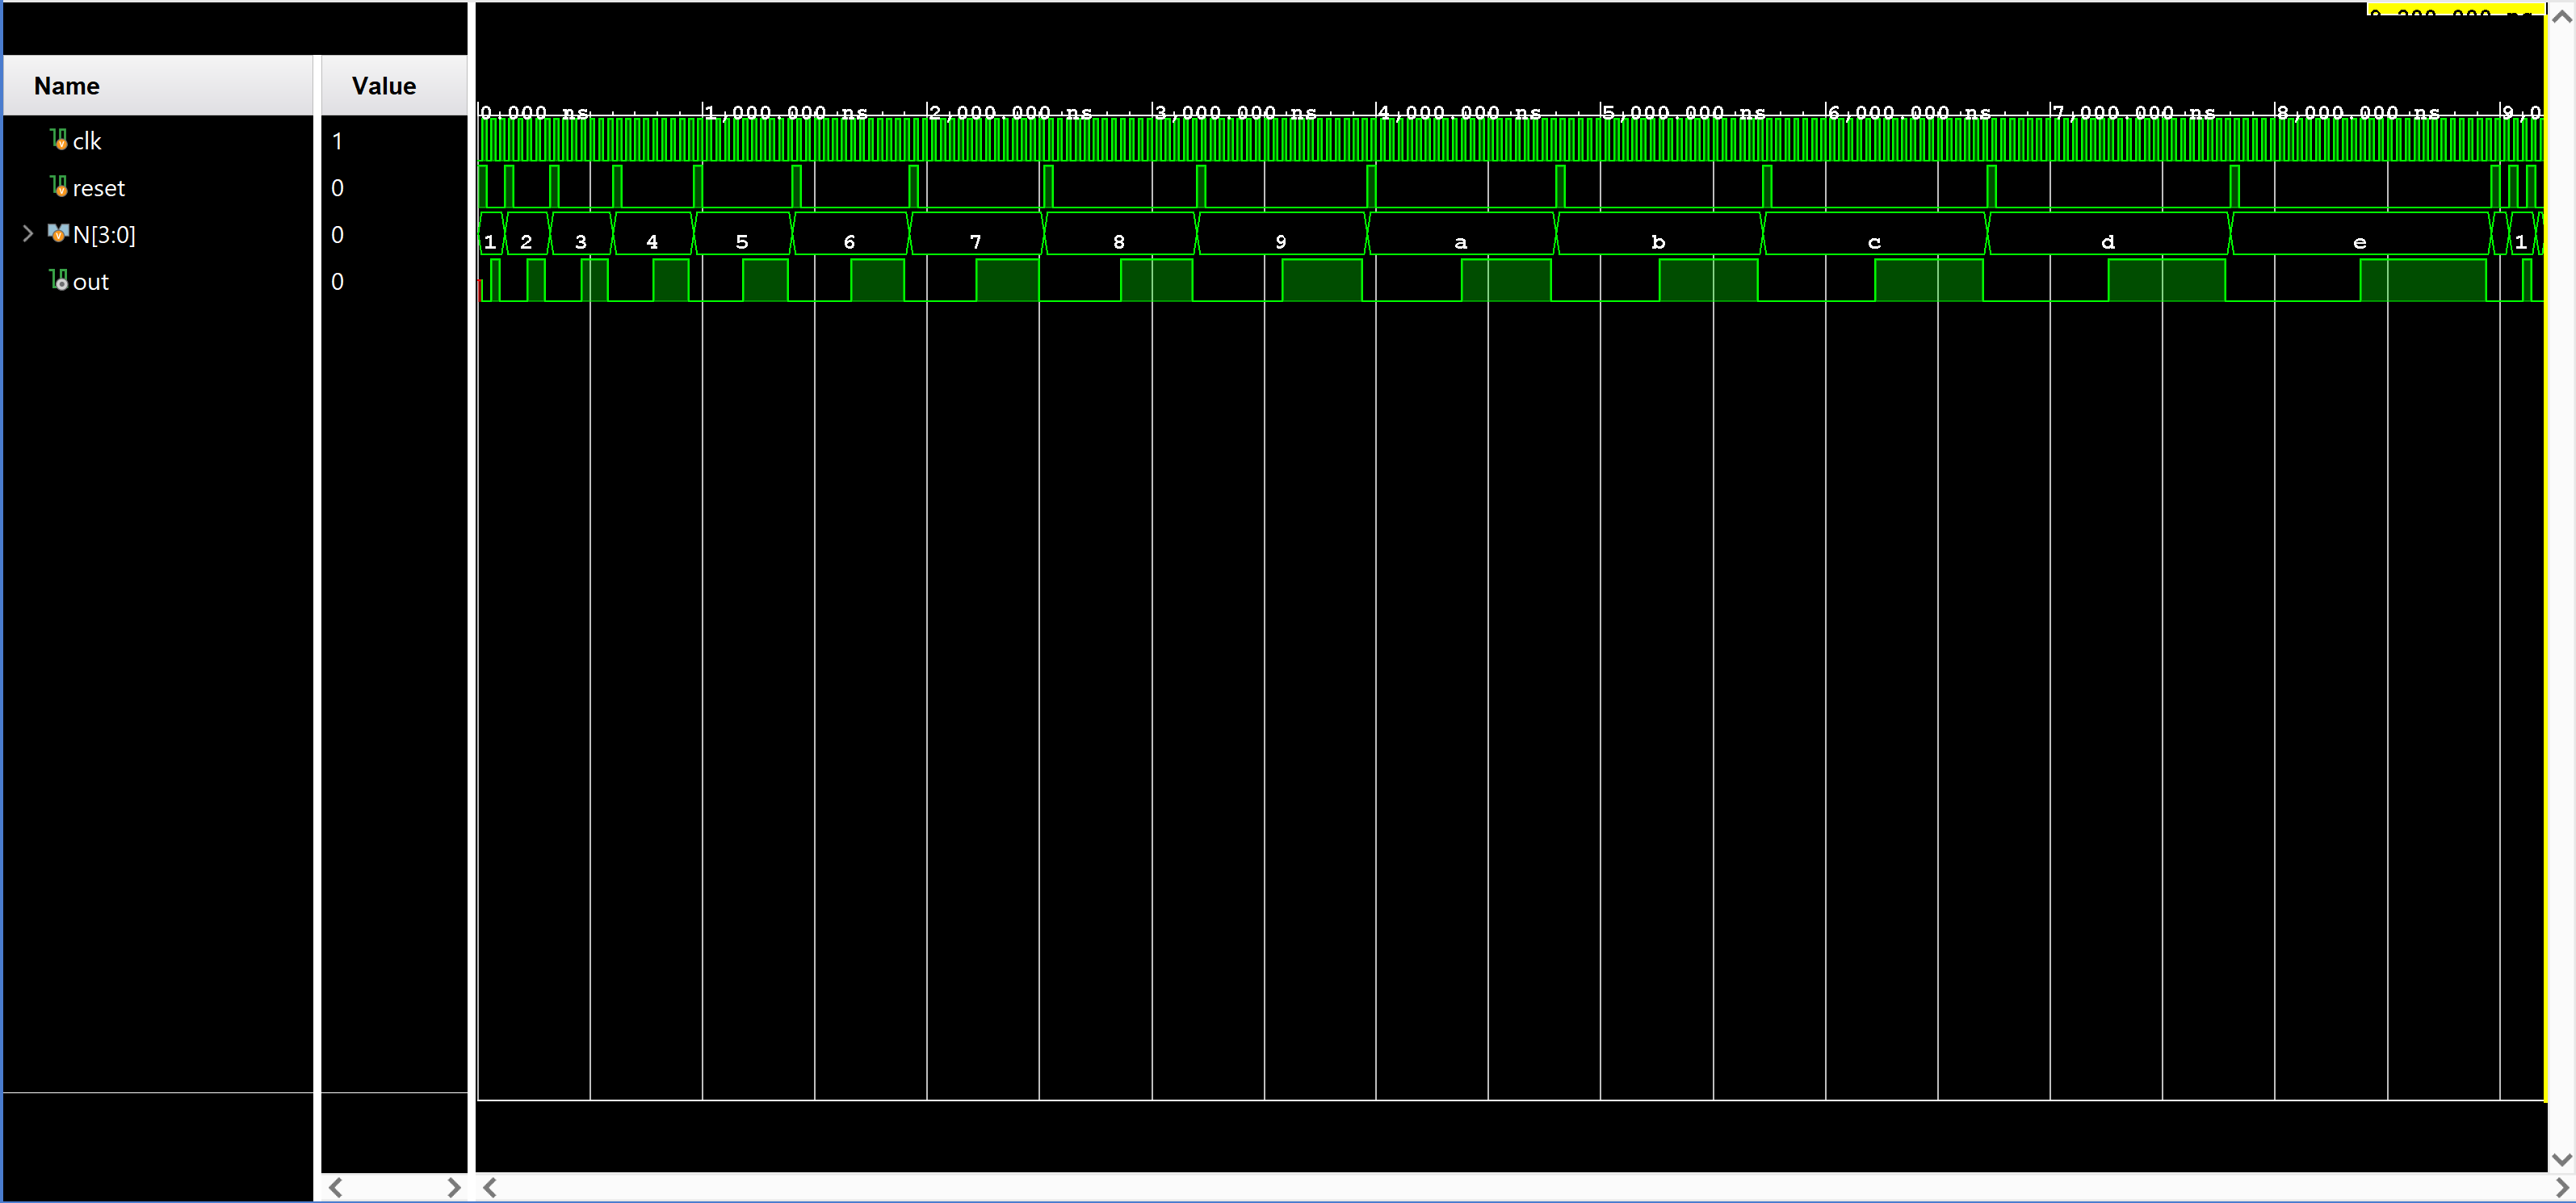 Name Value
0.000 ns 1,000.000 ns 2,000.000 ns 3,000.000 ns 4,000.000 ns 5,000.000 ns 6,000.000 ns 7,000.000 ns 8,000.000 ns 9,0
clk 1
reset 0
N[3:0] 0 1 2 3 4 5 6 7 8 9 a b c d e 1
out 0